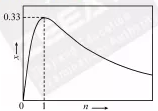 0.33
x →
0
1
n →